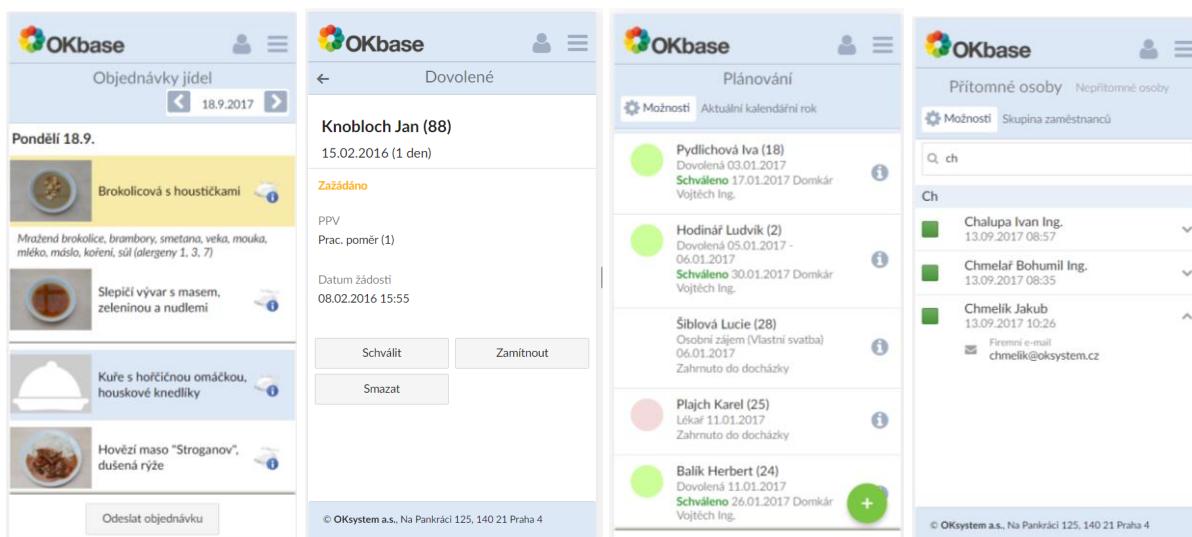 OKbase
Objednávky jídel
18.9.2017
Pondělí 18.9.
Brokolicová s houstičkami
Mražená brokolice, brambory, smetana, veka, mouka,
mléko, máslo, koření, sůl (alergeny 1, 3, 7)
Slepičí vývar s masem,
zeleninou a nudlemi
Kuře s hořčičnou omáčkou,
houskové knedlíky
Hovězí maso "Stroganov",
dušená rýže
Odeslat objednávku
OKbase
Dovolené
Knobloch Jan (88)
15.02.2016 (1 den)
Zažádáno
PPV
Prac. poměr (1)
Datum žádosti
08.02.2016 15:55
Schválit
Zamítnout
Smazat
© OKsystem a.s., Na Pankráci 125, 140 21 Praha 4
OKbase
Plánování
Možnosti Aktuální kalendářní rok
Pydlichová Iva (18)
Dovolená 03.01.2017
Schváleno 17.01.2017 Domkár
Vojtěch Ing.
Hodinář Ludvík (2)
Dovolená 05.01.2017 -
06.01.2017
Schváleno 30.01.2017 Domkár
Vojtěch Ing.
Šiblová Lucie (28)
Osobní zájem (Vlastní svatba)
06.01.2017
Zahrnuto do docházky
Plajch Karel (25)
Lékař 11.01.2017
Zahrnuto do docházky
Balík Herbert (24)
Dovolená 11.01.2017
Schváleno 26.01.2017 Domkár
Vojtěch Ing.
OKbase
Přítomné osoby Nepřítomné osoby
Možnosti Skupina zaměstnanců
ch
Ch
Chalupa Ivan Ing.
13.09.2017 08:57
Chmelař Bohumil Ing.
13.09.2017 08:35
Chmelík Jakub
13.09.2017 10:26
Firemní e-mail
chmelik@oksystem.cz
© OKsystem a.s., Na Pankráci 125, 140 21 Praha 4